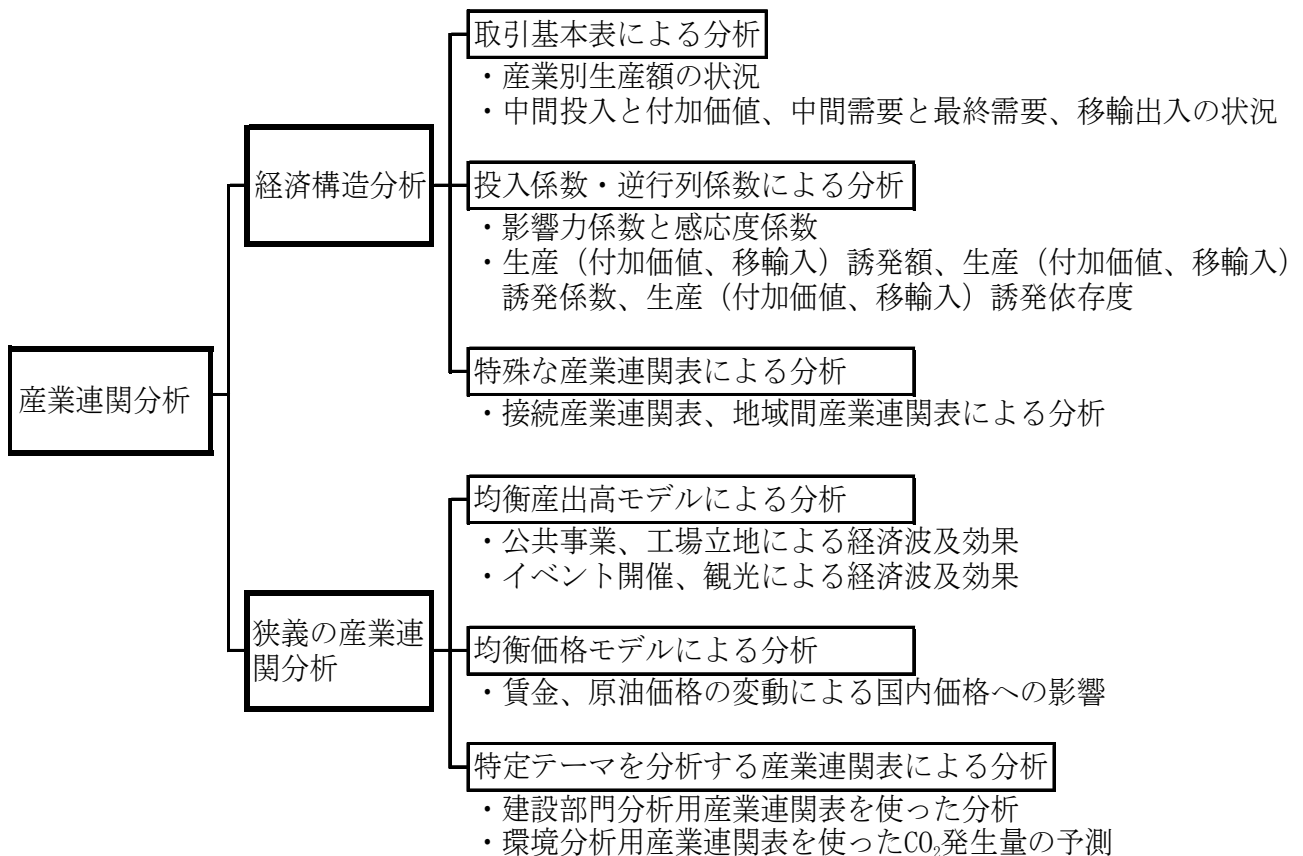 産業連関分析
経済構造分析
取引基本表による分析
・産業別生産額の状況
・中間投入と付加価値、中間需要と最終需要、移輸出入の状況
投入係数・逆行列係数による分析
・影響力係数と感応度係数
・生産（付加価値、移輸入）誘発額、生産（付加価値、移輸入）
誘発係数、生産（付加価値、移輸入）誘発依存度
特殊な産業連関表による分析
・接続産業連関表、地域間産業連関表による分析
狭義の産業連
関分析
均衡産出高モデルによる分析
・公共事業、工場立地による経済波及効果
・イベント開催、観光による経済波及効果
均衡価格モデルによる分析
・賃金、原油価格の変動による国内価格への影響
特定テーマを分析する産業連関表による分析
・建設部門分析用産業連関表を使った分析
・環境分析用産業連関表を使ったCO₂発生量の予測